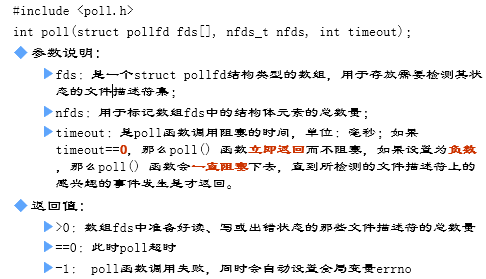 #include <poll.h>
int poll(struct pollfd fds[], nfds_t nfds, int timeout);
参数说明:
fds: 是一个struct pollfd结构类型的数组, 用于存放需要检测其状
态的文件描述符集;
nfds: 用于标记数组fds中的结构体元素的总数量;
timeout: 是poll函数调用阻塞的时间, 单位: 毫秒; 如果
timeout==0, 那么poll() 函数立即返回而不阻塞, 如果设置为负数
, 那么poll() 函数会一直阻塞下去, 直到所检测的文件描述符上的
感兴趣的事件发生是才返回。
返回值:
>0: 数组fds中准备好读、写或出错状态的那些文件描述符的总数量
==0: 此时poll超时
-1: poll函数调用失败, 同时会自动设置全局变量errno